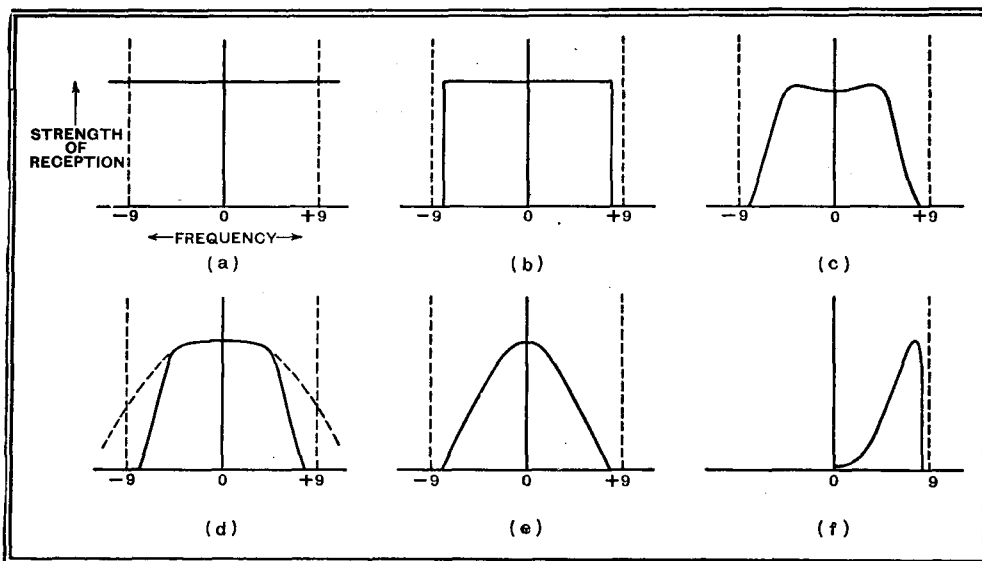 STRENGTH
OF
RECEPTION
-9 0 +9
←FREQUENCY→
(a)
-9 0 +9
(b)
-9 0 +9
(c)
-9 0 +9
(d)
-9 0 +9
(e)
0 9
(f)